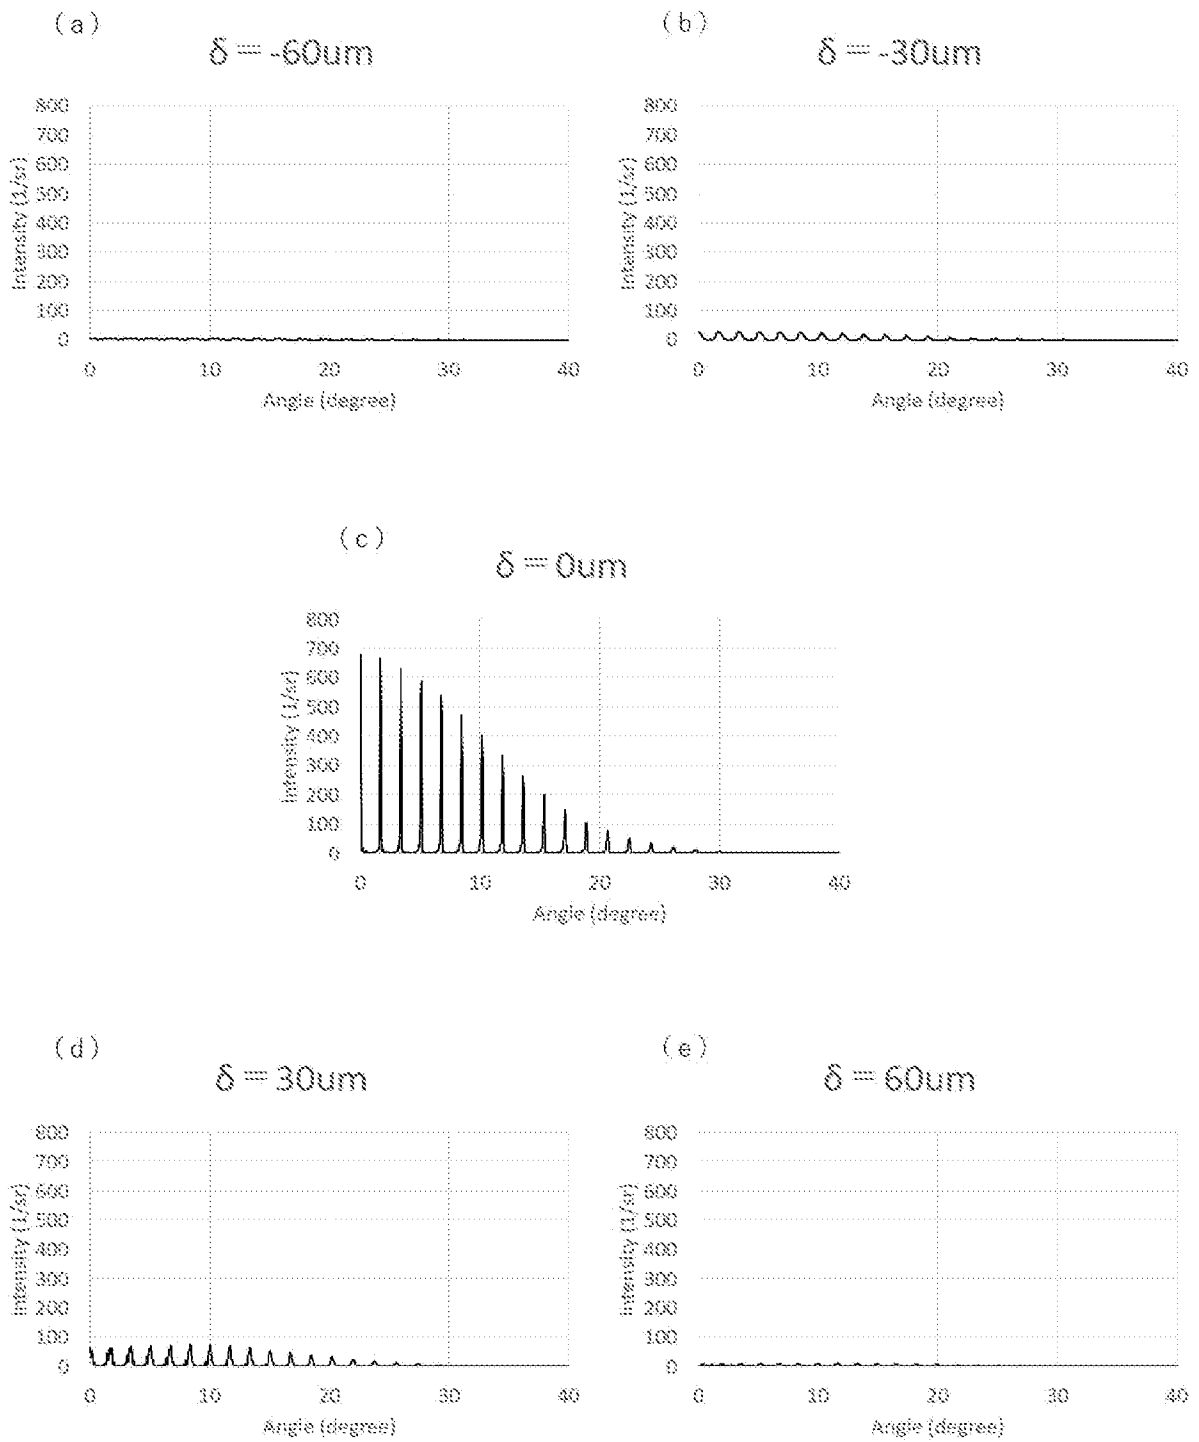 (a)
δ = -60um
800
700
600
500
400
300
200
100
0
Intensity (1/sr)
0 10 20 30 40
Angle (degree)
(b)
δ = -30um
800
700
600
500
400
300
200
100
0
Intensity (1/sr)
0 10 20 30 40
Angle (degree)
(c)
δ = 0um
800
700
600
500
400
300
200
100
0
Intensity (1/sr)
0 10 20 30 40
Angle (degree)
(d)
δ = 30um
800
700
600
500
400
300
200
100
0
Intensity (1/sr)
0 10 20 30 40
Angle (degree)
(e)
δ = 60um
800
700
600
500
400
300
200
100
0
Intensity (1/sr)
0 10 20 30 40
Angle (degree)